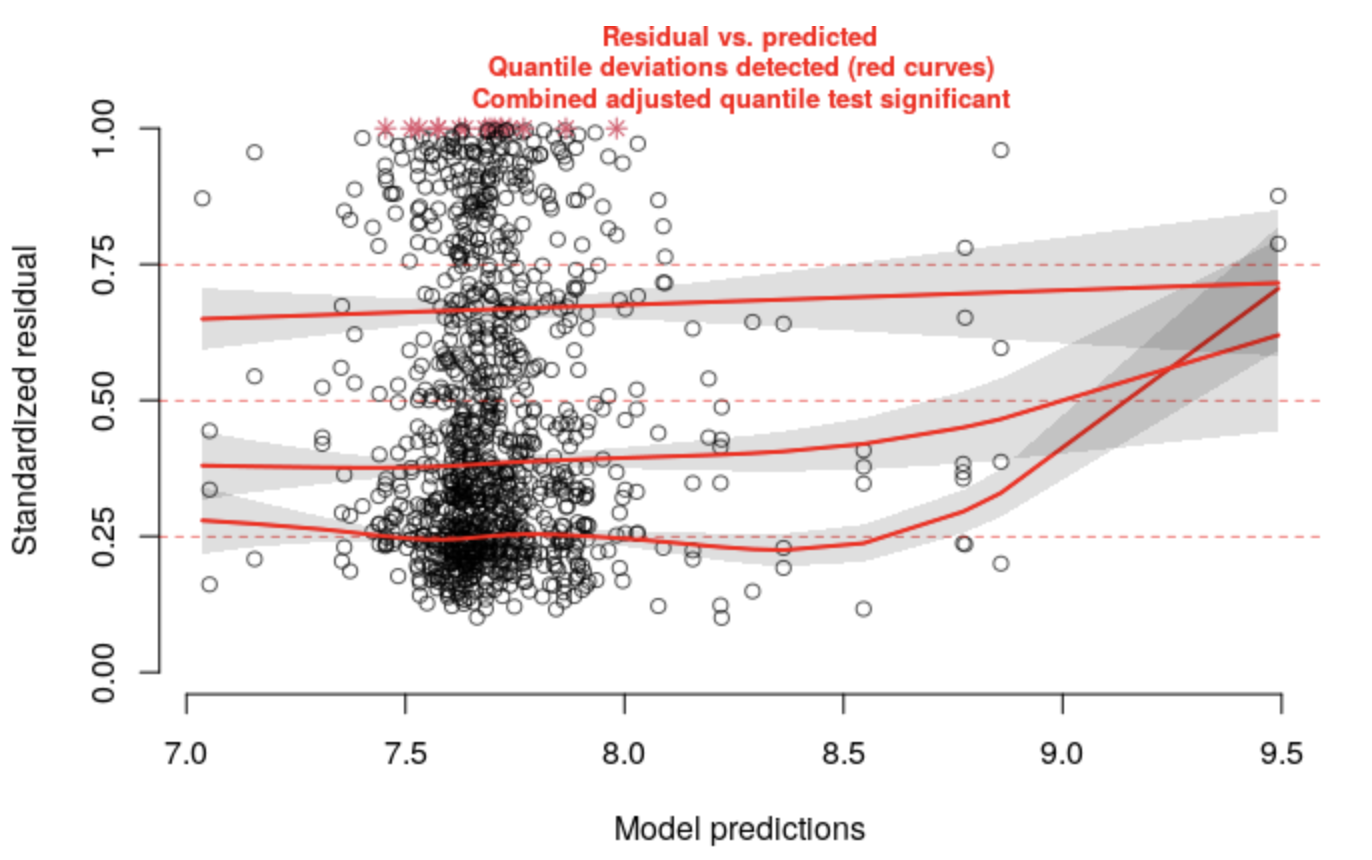 Residual vs. predicted
Quantile deviations detected (red curves)
Combined adjusted quantile test significant
Standardized residual
1.00
0.75
0.50
0.25
0.00
7.0 7.5 8.0 8.5 9.0 9.5
Model predictions